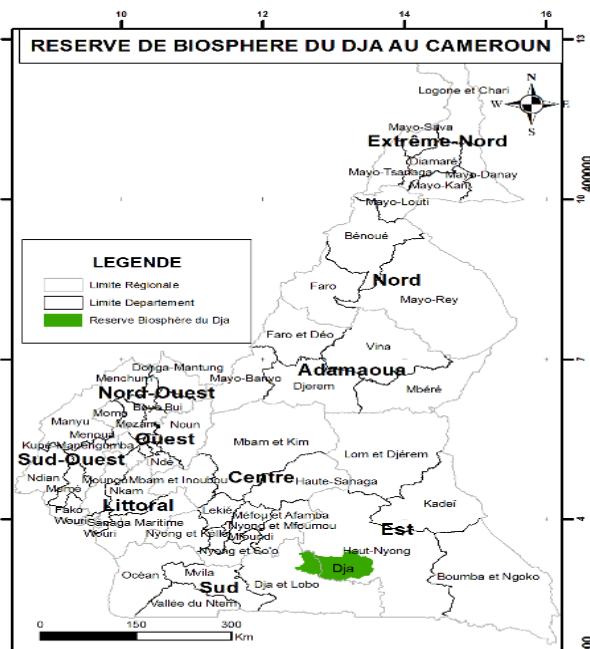 10 12 14 16
13
RESERVE DE BIOSPHERE DU DJA AU CAMEROUN
Logone et Chari
N
W E
S
Mayo-Sava
Extrême-Nord
Diamaré
Mayo-Tsanaga Mayo-Danay
Mayo-Kani
10 400000
Mayo-Louti
Bénoué
LEGENDE
Limite Régionale
Limite Departement
Reserve Biosphère du Dja
Nord
Faro
Mayo-Rey
Faro et Déo
Vina
7
Donga-Mantung
Menchum
Mayo-Banyo
Adamaoua
Djerem
Mbéré
Nord-Ouest
Momo
Boyo Bui
Manyu
Mezam
Noun
Menoua
Ouest
Mbam et Kim
Kupe-Manengumba
Lom et Djérem
Sud-Ouest
Ndé
Ndian
Meme
Moungo
Mbam et Inoubou
Centre
Haute-Sanaga
Nkam
Littoral
Kadeï
Fako
Wouri
Lekié
Méfou et Afamba
4
Sanaga Maritime
Nyong et Mfoumou
Wouri
Nyong et Kéllé
Mfoundi
Est
Nyong et So'o
Haut-Nyong
Dja
Océan
Mvila
Sud
Dja et Lobo
Boumba et Ngoko
Vallée du Ntem
0 150 300
Km
00